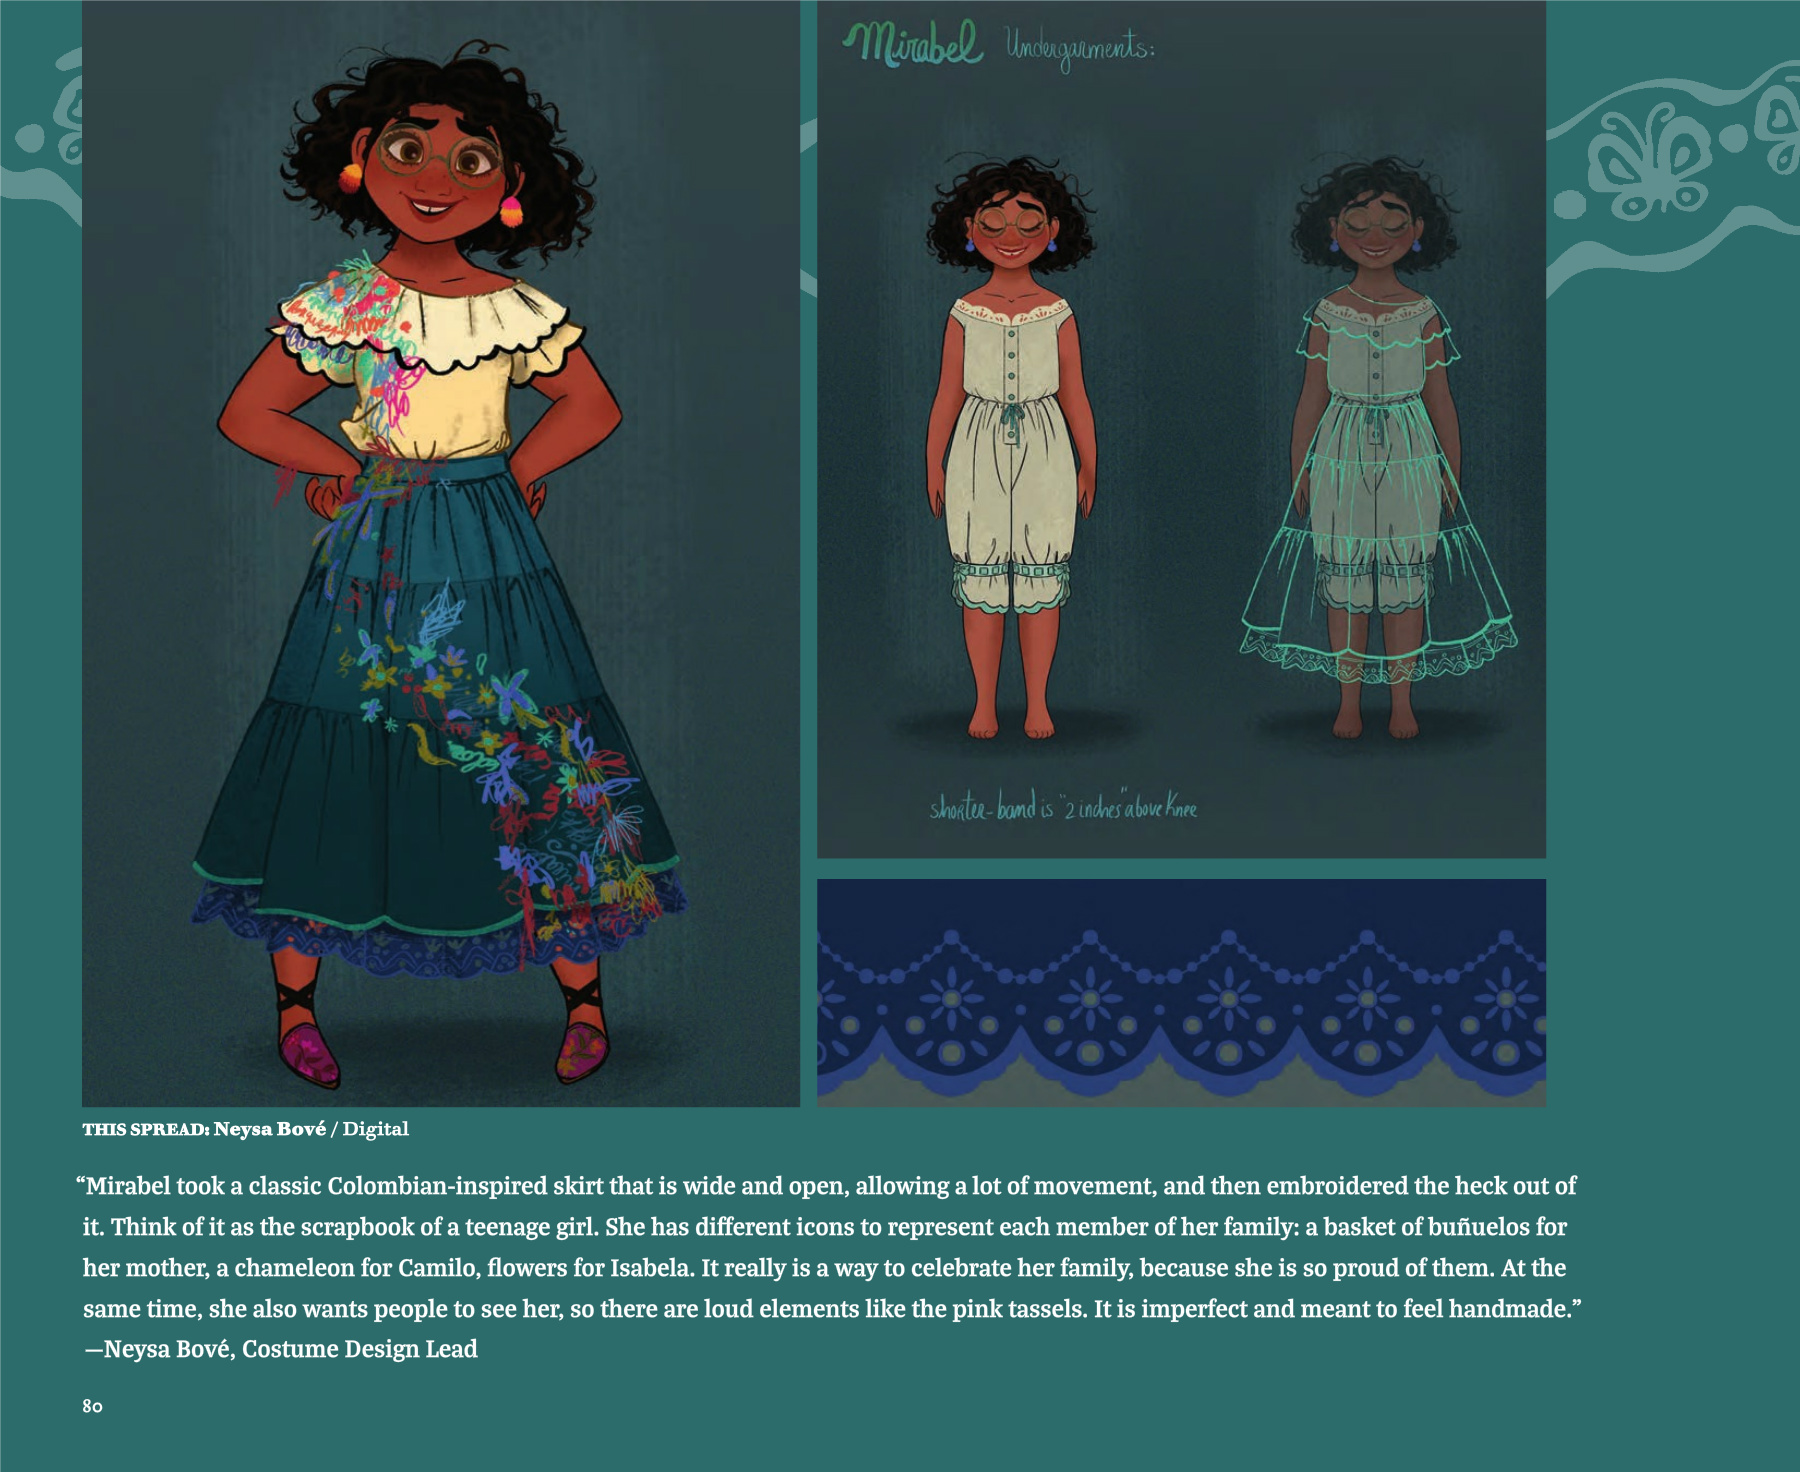 Mirabel Undergarments:
shorter-band is "2 inches" above Knee
THIS SPREAD: Neysa Bové / Digital
“Mirabel took a classic Colombian-inspired skirt that is wide and open, allowing a lot of movement, and then embroidered the heck out of
it. Think of it as the scrapbook of a teenage girl. She has different icons to represent each member of her family: a basket of buñuelos for
her mother, a chameleon for Camilo, flowers for Isabela. It really is a way to celebrate her family, because she is so proud of them. At the
same time, she also wants people to see her, so there are loud elements like the pink tassels. It is imperfect and meant to feel handmade.”
—Neysa Bové, Costume Design Lead
80